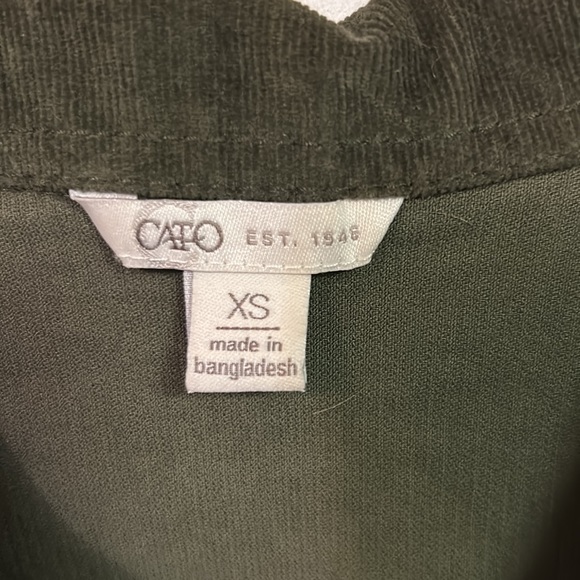 CATO EST. 1946
XS
made in
bangladesh